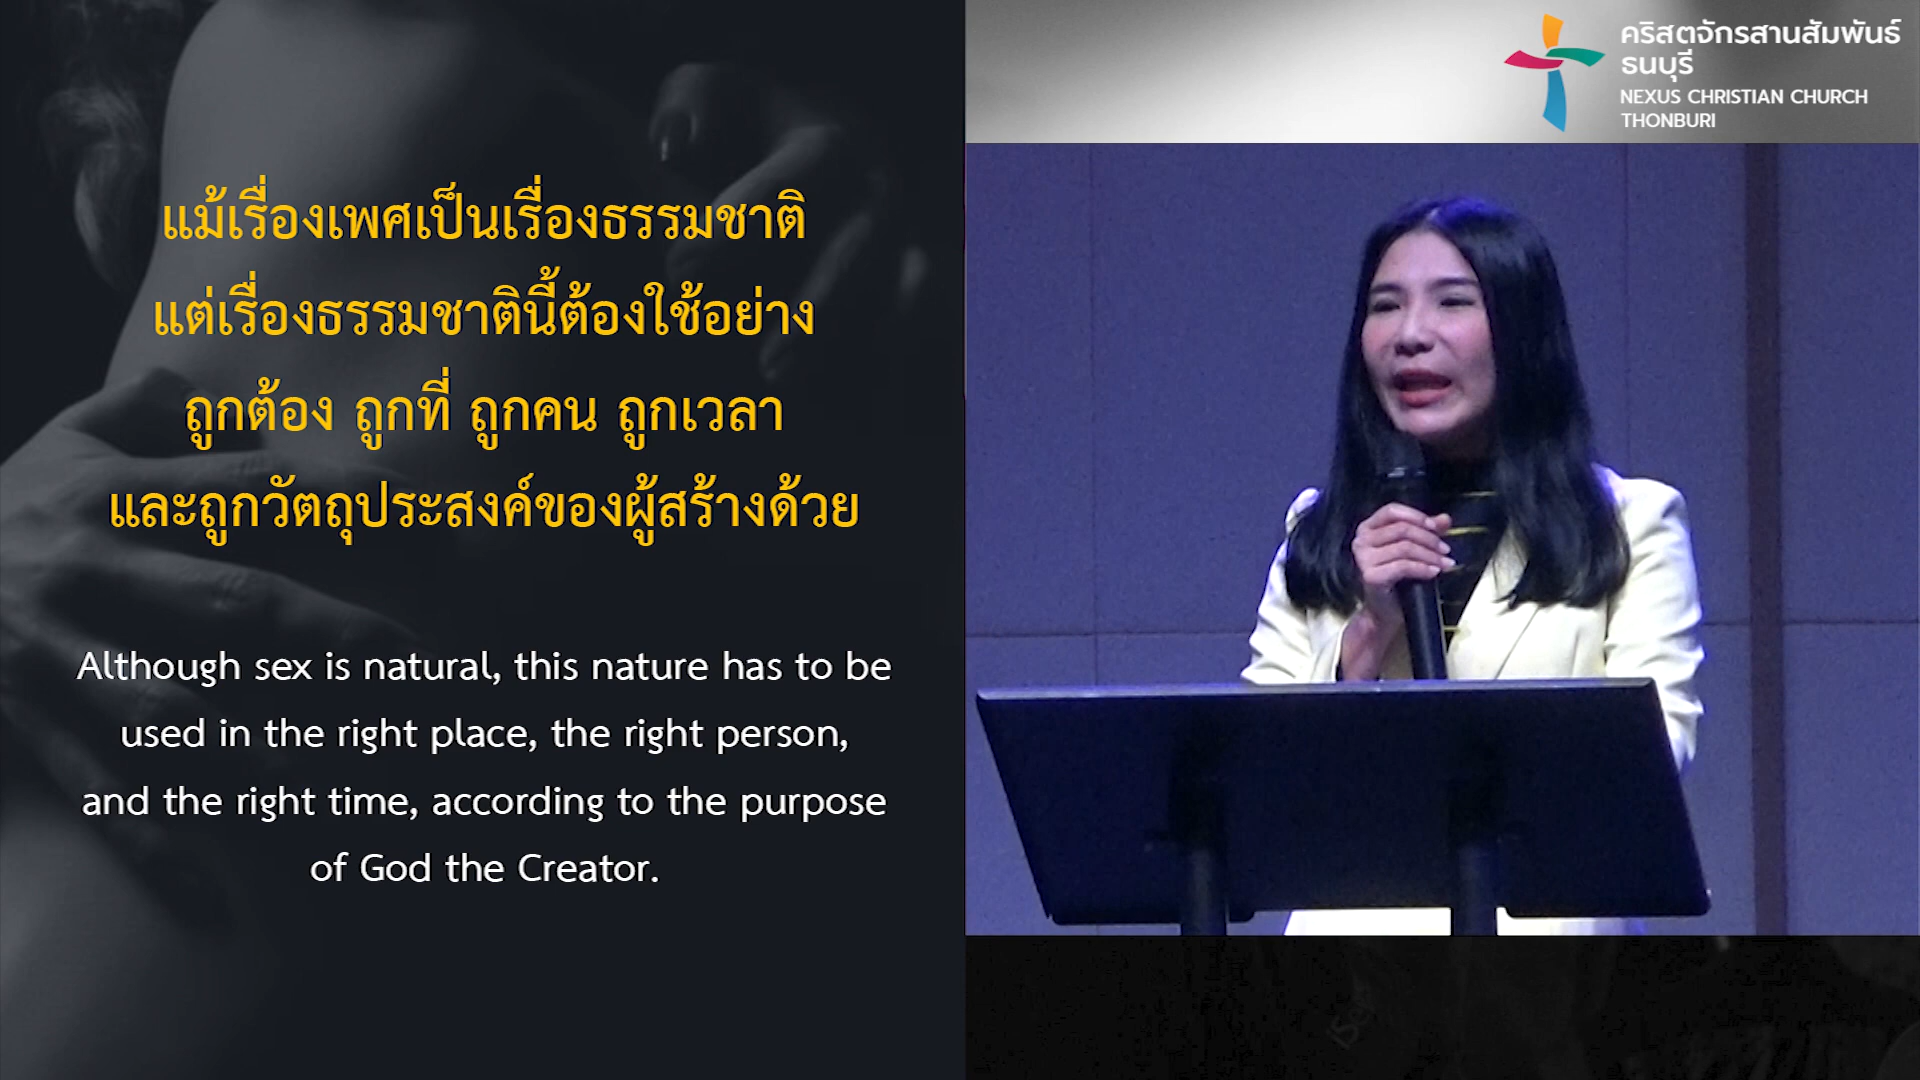 แม้เรื่องเพศเป็นเรื่องธรรมชาติ
แต่เรื่องธรรมชาตินี้ต้องใช้อย่าง
ถูกต้อง ถูกที่ ถูกคน ถูกเวลา
และถูกวัตถุประสงค์ของผู้สร้างด้วย
Although sex is natural, this nature has to be
used in the right place, the right person,
and the right time, according to the purpose
of God the Creator.
คริสตจักรสานสัมพันธ์
ธนบุรี
NEXUS CHRISTIAN CHURCH
THONBURI